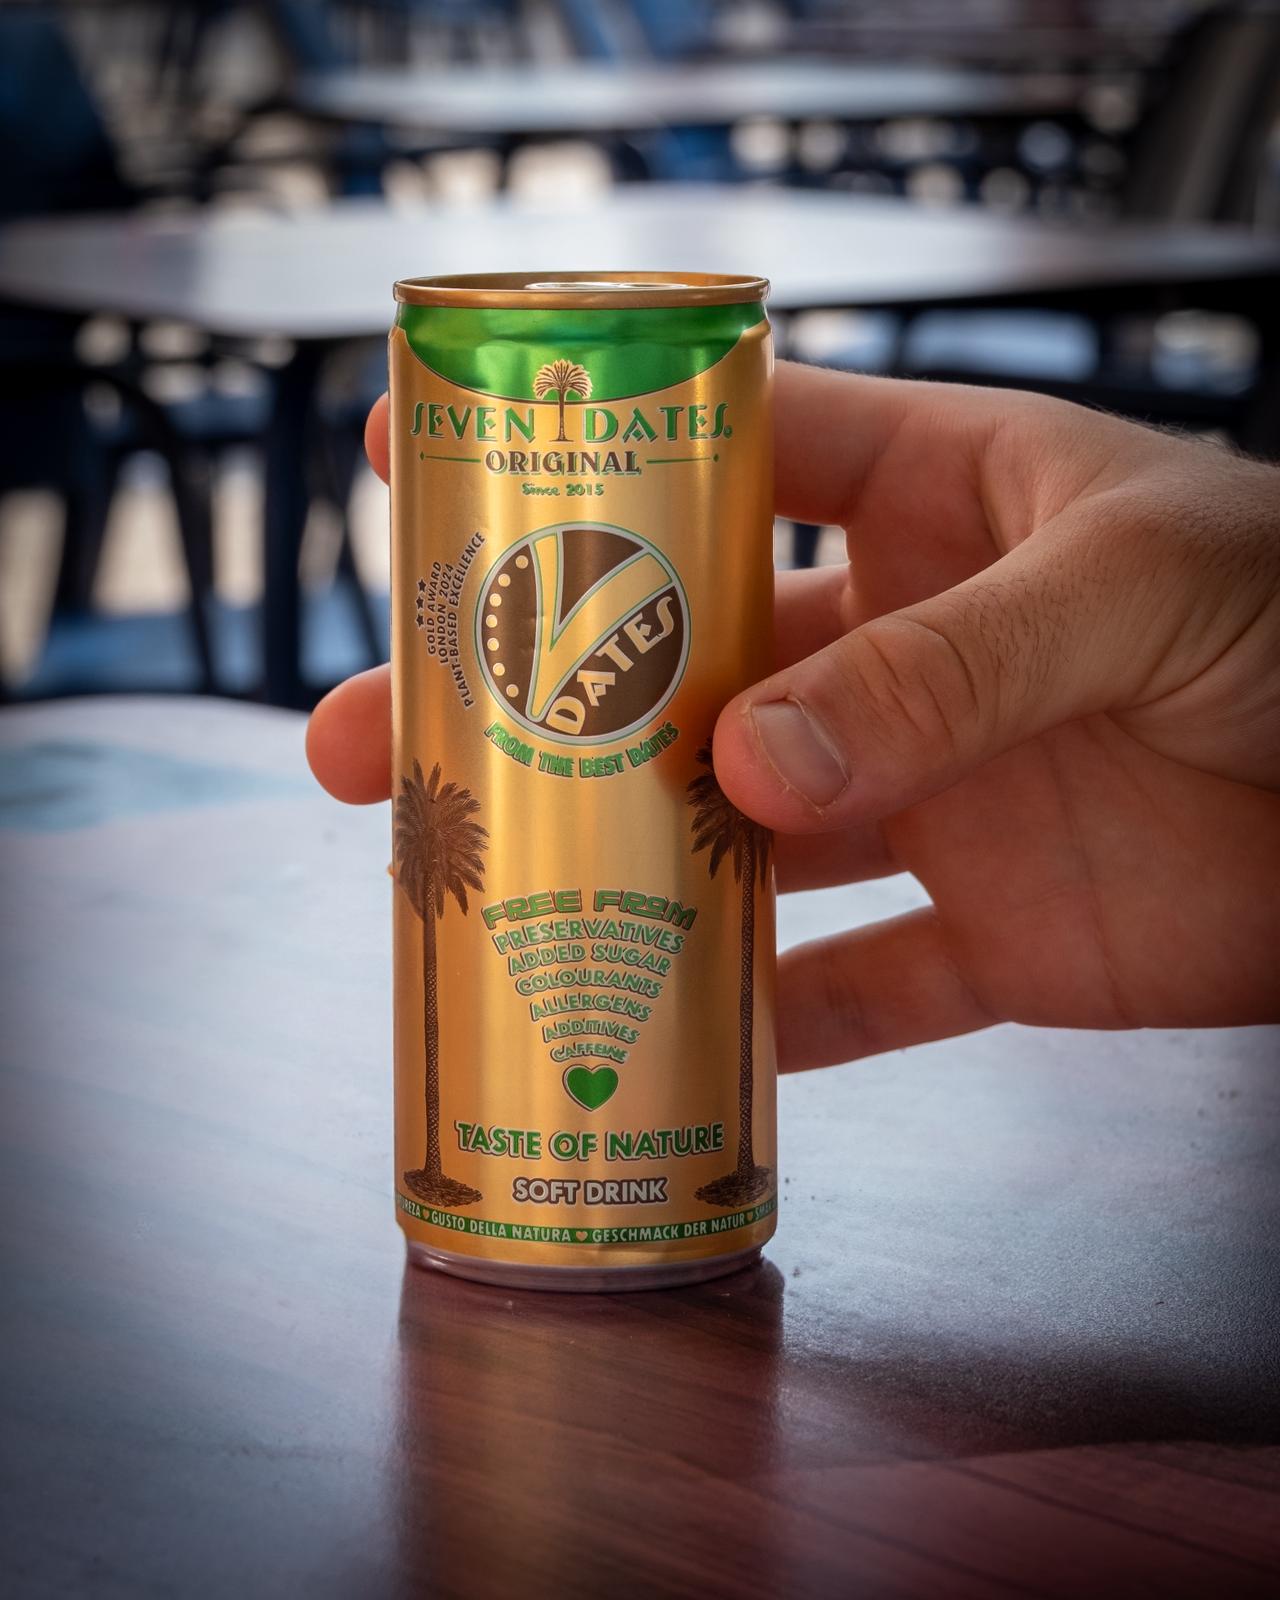 SEVEN DATES®
ORIGINAL
Since 2015
GOLD AWARD
LONDON 2024
PLANT-BASED EXCELLENCE
DATES
FROM THE BEST DATES
FREE FROM
PRESERVATIVES
ADDED SUGAR
COLOURANTS
ALLERGENS
ADDITIVES
CAFFEINE
TASTE OF NATURE
SOFT DRINK
GUSTO DELLA NATURA GESCHMACK DER NATUR